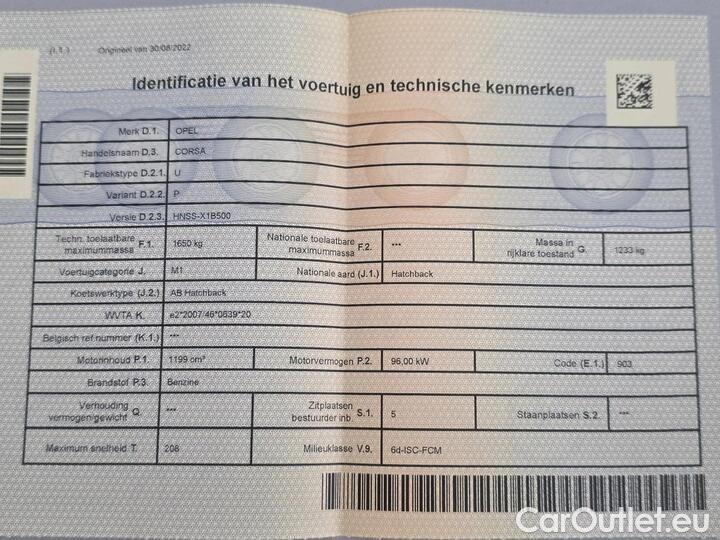 (I.1.) Origineel van 30/08/2022
Identificatie van het voertuig en technische kenmerken
Merk D.1. OPEL
Handelsnaam D.3. CORSA
Fabriekstype D.2.1. U
Variant D.2.2. P
Versie D.2.3. HNSS-X1B500
Techn. toelaatbare maximummassa F.1. 1650 kg Nationale toelaatbare maximummassa F.2. *** Massa in rijklare toestand G. 1233 kg
Voertuigcategorie J. M1 Nationale aard (J.1.) Hatchback
Koetswerktype (J.2.) AB Hatchback
WVTA K. e2*2007/46*0639*20
Belgisch ref.nummer (K.1.) ***
Motorinhoud P.1. 1199 cm³ Motorvermogen P.2. 96,00 kW Code (E.1.) 903
Brandstof P.3. Benzine
Verhouding vermogen/gewicht Q. *** Zitplaatsen bestuurder inb. S.1. 5 Staanplaatsen S.2. ***
Maximum snelheid T. 208 Milieuklasse V.9. 6d-ISC-FCM
CarOutlet.eu